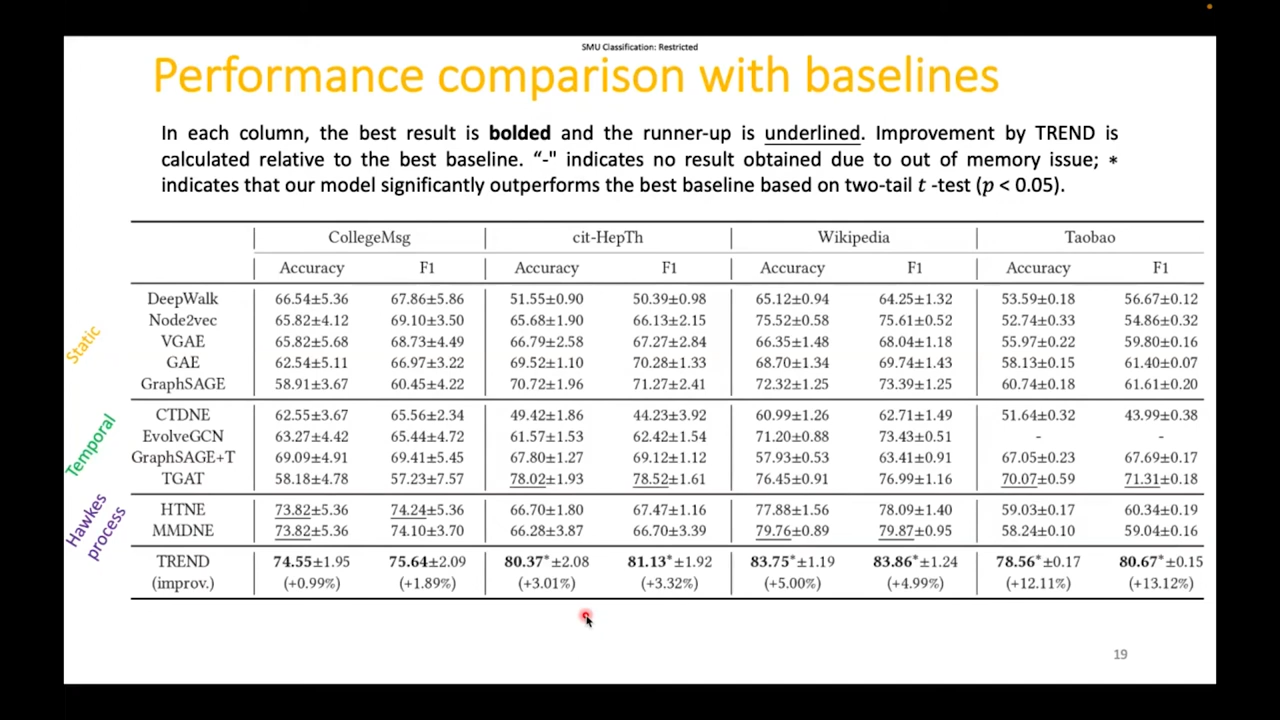 SMU Classification: Restricted
Performance comparison with baselines
In each column, the best result is bolded and the runner-up is underlined. Improvement by TREND is
calculated relative to the best baseline. “-" indicates no result obtained due to out of memory issue; *
indicates that our model significantly outperforms the best baseline based on two-tail t -test (p < 0.05).
CollegeMsg cit-HepTh Wikipedia Taobao
Accuracy F1 Accuracy F1 Accuracy F1 Accuracy F1
Static
DeepWalk 66.54±5.36 67.86±5.86 51.55±0.90 50.39±0.98 65.12±0.94 64.25±1.32 53.59±0.18 56.67±0.12
Node2vec 65.82±4.12 69.10±3.50 65.68±1.90 66.13±2.15 75.52±0.58 75.61±0.52 52.74±0.33 54.86±0.32
VGAE 65.82±5.68 68.73±4.49 66.79±2.58 67.27±2.84 66.35±1.48 68.04±1.18 55.97±0.22 59.80±0.16
GAE 62.54±5.11 66.97±3.22 69.52±1.10 70.28±1.33 68.70±1.34 69.74±1.43 58.13±0.15 61.40±0.07
GraphSAGE 58.91±3.67 60.45±4.22 70.72±1.96 71.27±2.41 72.32±1.25 73.39±1.25 60.74±0.18 61.61±0.20
Temporal
CTDNE 62.55±3.67 65.56±2.34 49.42±1.86 44.23±3.92 60.99±1.26 62.71±1.49 51.64±0.32 43.99±0.38
EvolveGCN 63.27±4.42 65.44±4.72 61.57±1.53 62.42±1.54 71.20±0.88 73.43±0.51 - -
GraphSAGE+T 69.09±4.91 69.41±5.45 67.80±1.27 69.12±1.12 57.93±0.53 63.41±0.91 67.05±0.23 67.69±0.17
TGAT 58.18±4.78 57.23±7.57 78.02±1.93 78.52±1.61 76.45±0.91 76.99±1.16 70.07±0.59 71.31±0.18
Hawkes
process
HTNE 73.82±5.36 74.24±5.36 66.70±1.80 67.47±1.16 77.88±1.56 78.09±1.40 59.03±0.17 60.34±0.19
MMDNE 73.82±5.36 74.10±3.70 66.28±3.87 66.70±3.39 79.76±0.89 79.87±0.95 58.24±0.10 59.04±0.16
TREND 74.55±1.95 75.64±2.09 80.37*±2.08 81.13*±1.92 83.75*±1.19 83.86*±1.24 78.56*±0.17 80.67*±0.15
(improv.) (+0.99%) (+1.89%) (+3.01%) (+3.32%) (+5.00%) (+4.99%) (+12.11%) (+13.12%)
19